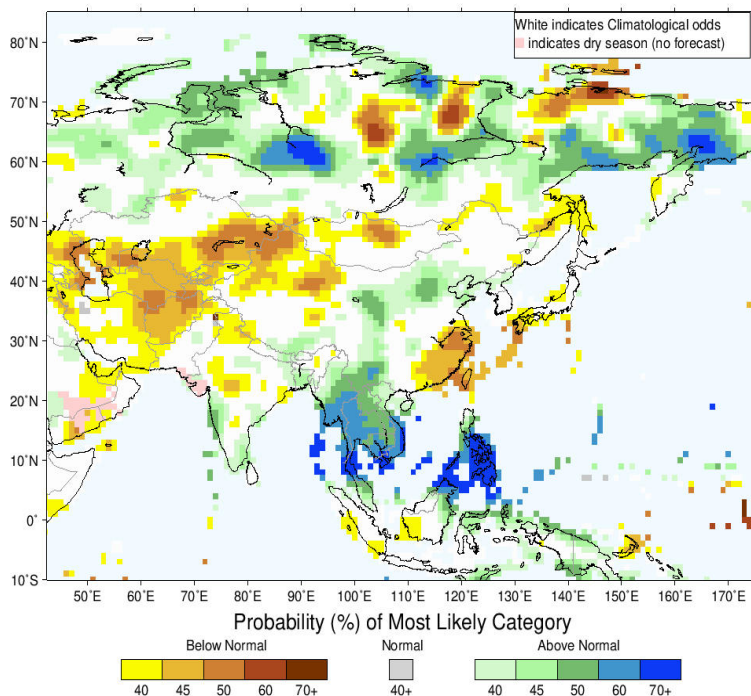 White indicates Climatological odds
indicates dry season (no forecast)
80˚N
70˚N
60˚N
50˚N
40˚N
30˚N
20˚N
10˚N
0˚
10˚S
50˚E 60˚E 70˚E 80˚E 90˚E 100˚E 110˚E 120˚E 130˚E 140˚E 150˚E 160˚E 170˚E
Probability (%) of Most Likely Category
Below Normal Normal Above Normal
40 45 50 60 70+ 40+ 40 45 50 60 70+